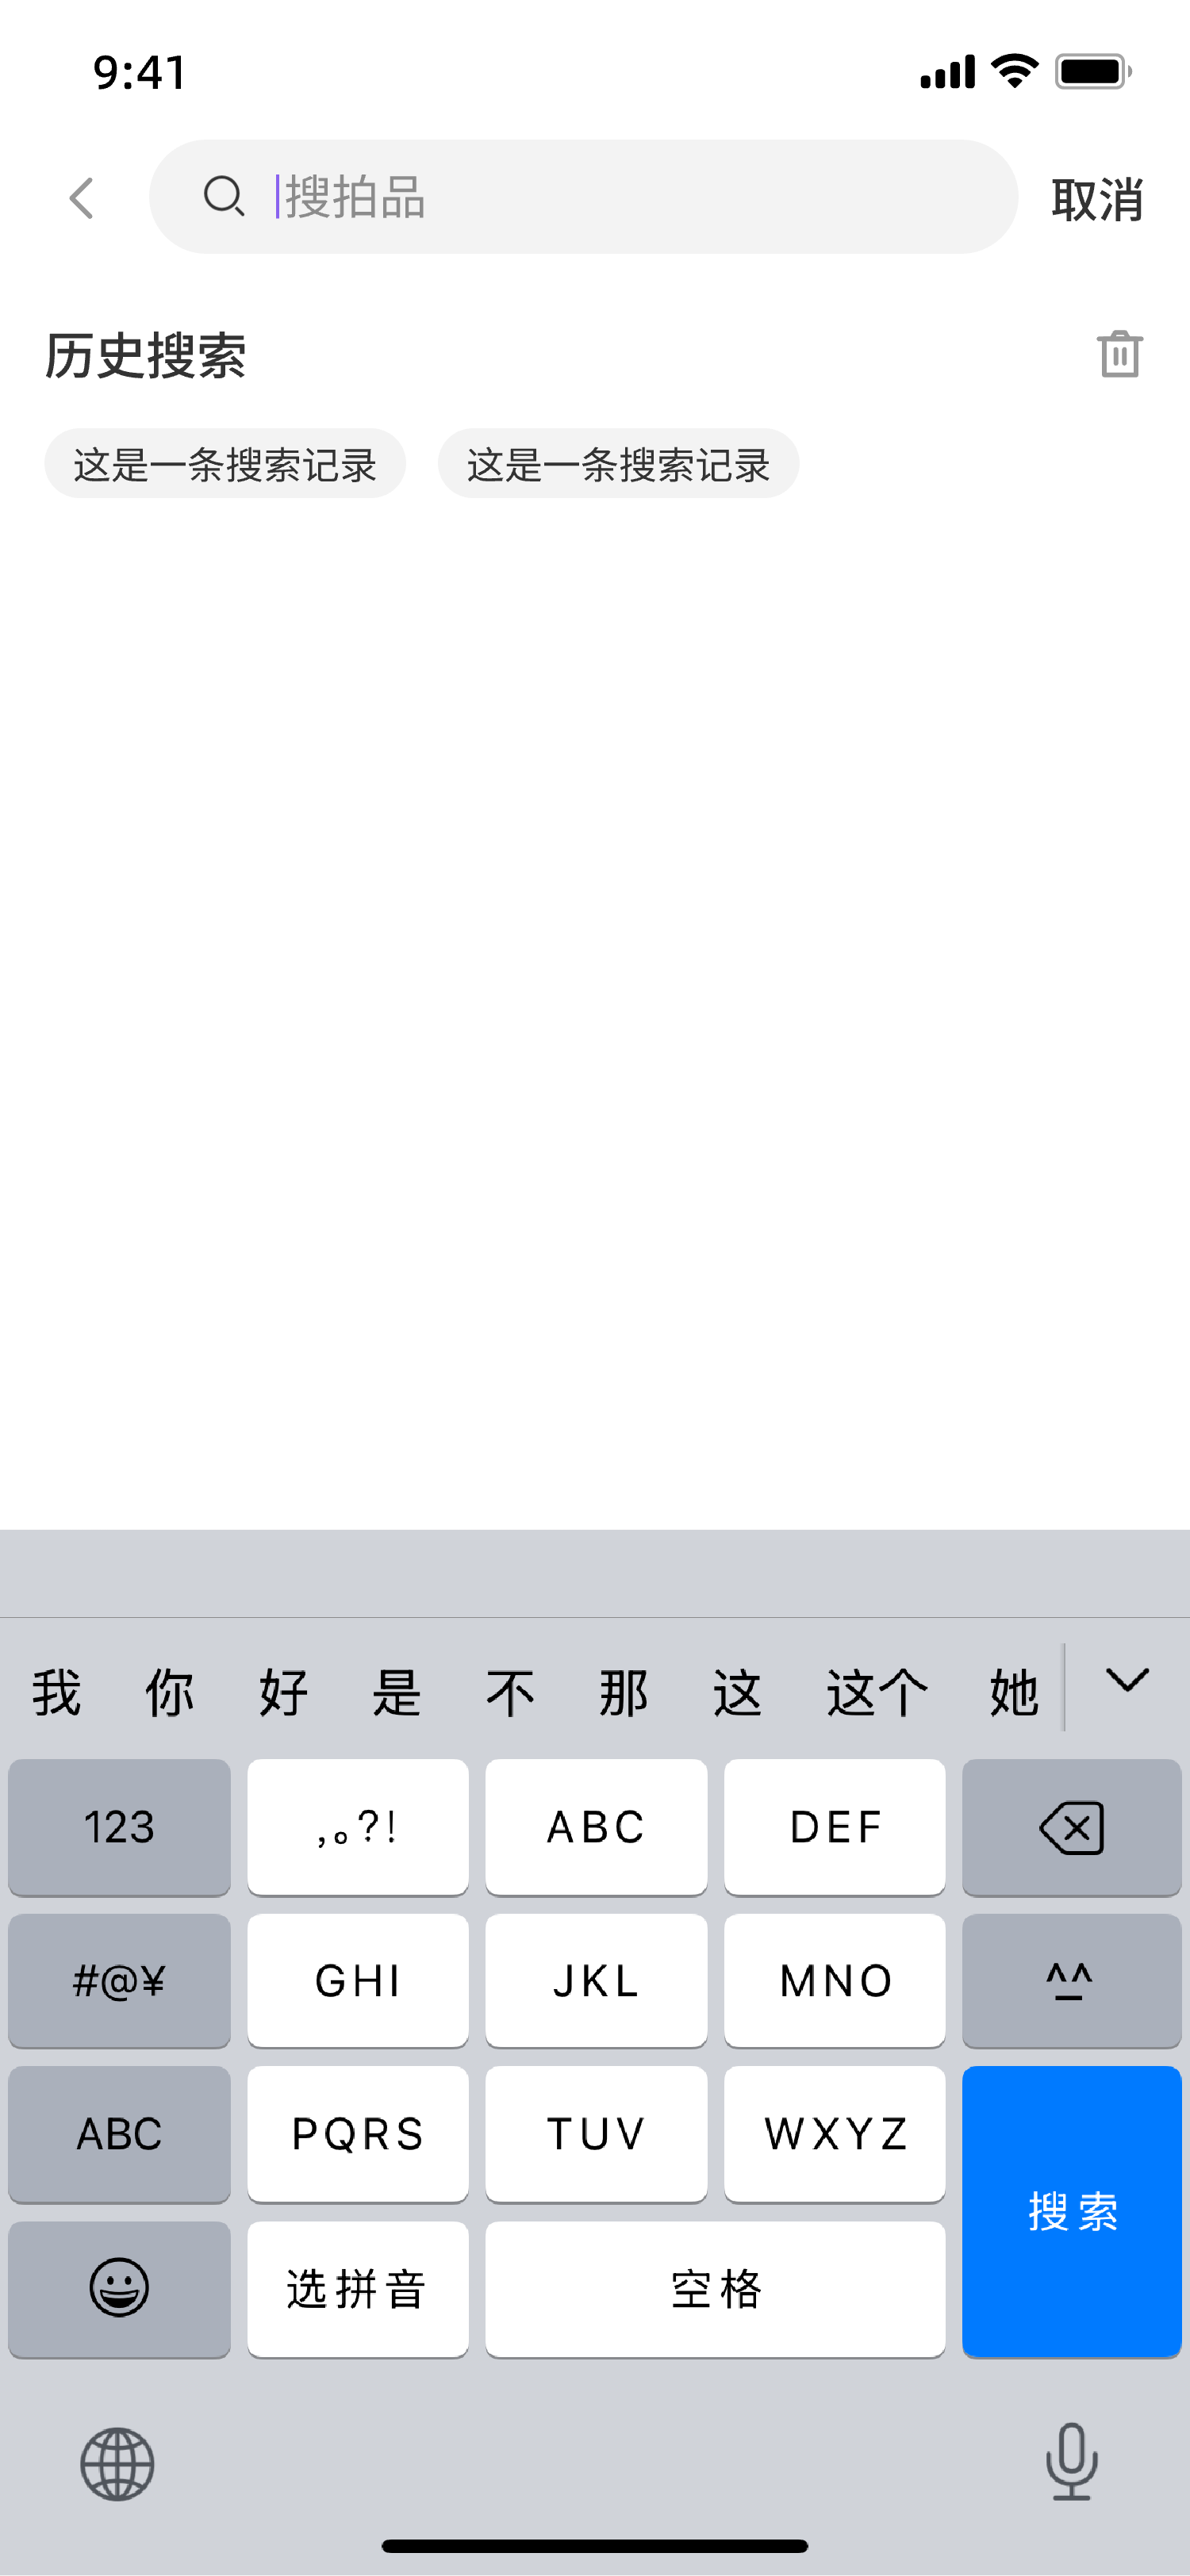 9:41
搜拍品 取消
历史搜索
这是一条搜索记录 这是一条搜索记录
我 你 好 是 不 那 这 这个 她
123 ,。?! ABC DEF
#@¥ GHI JKL MNO ^^
ABC PQRS TUV WXYZ
搜索
选拼音 空格